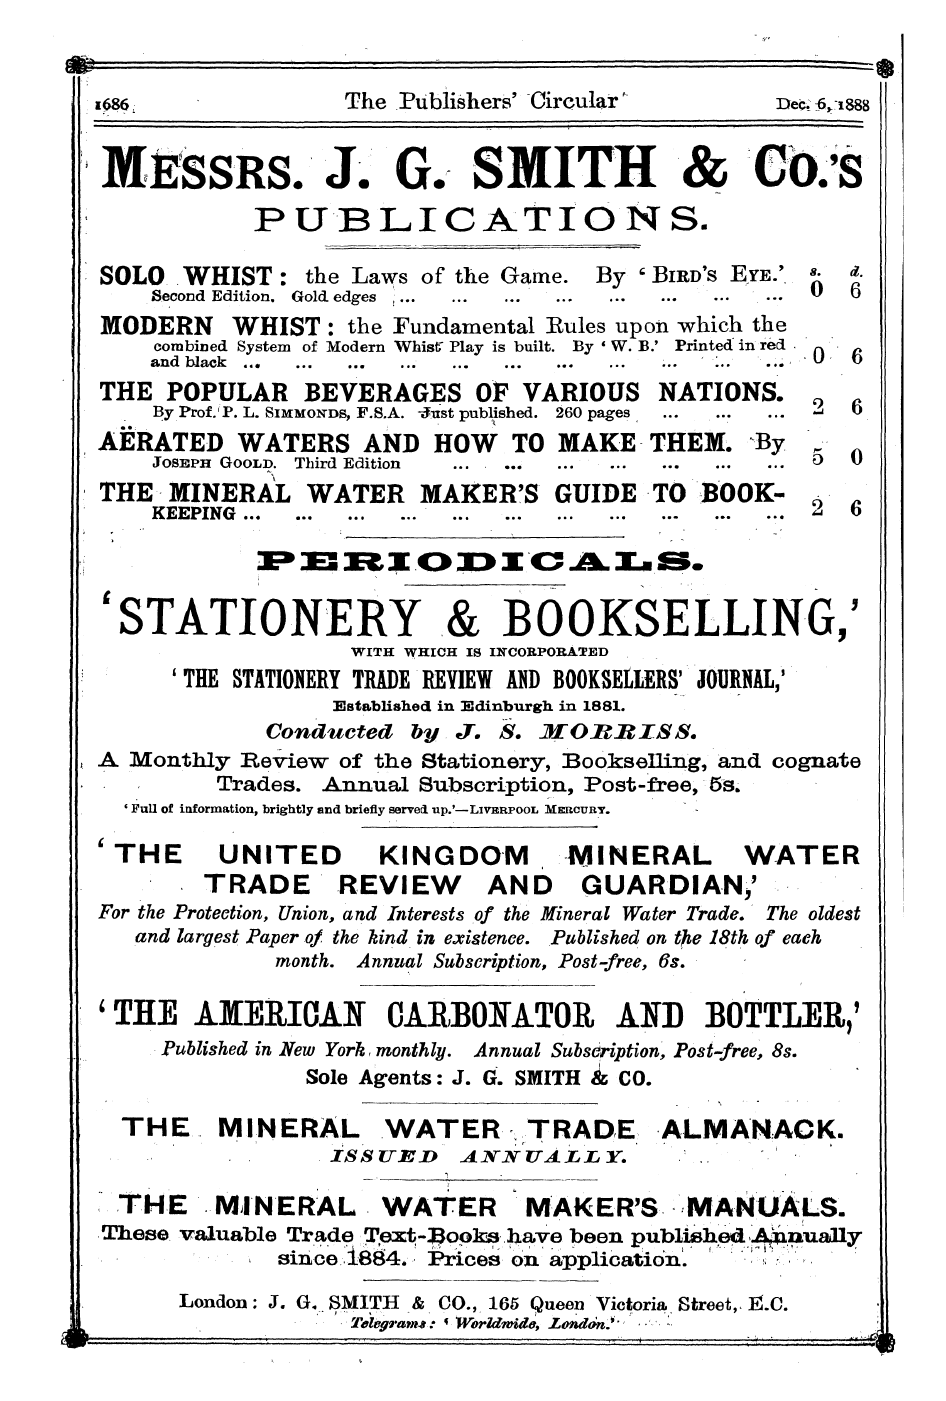 1686 The Publishers' Circular Dec. 6, 1888
MESSRS. J. G. SMITH & CO.'S
PUBLICATIONS.
SOLO WHIST: the Laws of the Game. By ‘BIRD'S EYE.’ s. d.
Second Edition. Gold edges ... ... ... ... ... ... ... ... 0 6
MODERN WHIST: the Fundamental Rules upon which the
combined System of Modern Whist Play is built. By ‘W. B.’ Printed in red
and black ... ... ... ... ... ... ... ... ... ... ... 0 6
THE POPULAR BEVERAGES OF VARIOUS NATIONS.
By Prof. P. L. SIMMONDS, F.S.A. Just published. 260 pages ... ... ... 2 6
AËRATED WATERS AND HOW TO MAKE THEM. By
JOSEPH GOOLD. Third Edition ... ... ... ... ... ... ... 5 0
THE MINERAL WATER MAKER'S GUIDE TO BOOK-
KEEPING ... ... ... ... ... ... ... ... ... ... ... 2 6
PERIODICALS.
‘STATIONERY & BOOKSELLING,’
WITH WHICH IS INCORPORATED
‘THE STATIONERY TRADE REVIEW AND BOOKSELLERS' JOURNAL,’
Established in Edinburgh in 1881.
Conducted by J. S. MORRISS.
A Monthly Review of the Stationery, Bookselling, and cognate
Trades. Annual Subscription, Post-free, 5s.
‘Full of information, brightly and briefly served up.’—LIVERPOOL MERCURY.
‘THE UNITED KINGDOM MINERAL WATER
TRADE REVIEW AND GUARDIAN,’
For the Protection, Union, and Interests of the Mineral Water Trade. The oldest
and largest Paper of the kind in existence. Published on the 18th of each
month. Annual Subscription, Post-free, 6s.
‘THE AMERICAN CARBONATOR AND BOTTLER,’
Published in New York monthly. Annual Subscription, Post-free, 8s.
Sole Agents: J. G. SMITH & CO.
THE MINERAL WATER TRADE ALMANACK.
ISSUED ANNUALLY.
THE MINERAL WATER MAKER'S MANUALS.
These valuable Trade Text-Books have been published Annually
since 1884. Prices on application.
London: J. G. SMITH & CO., 165 Queen Victoria Street, E.C.
Telegrams: ‘Worldwide, London.’